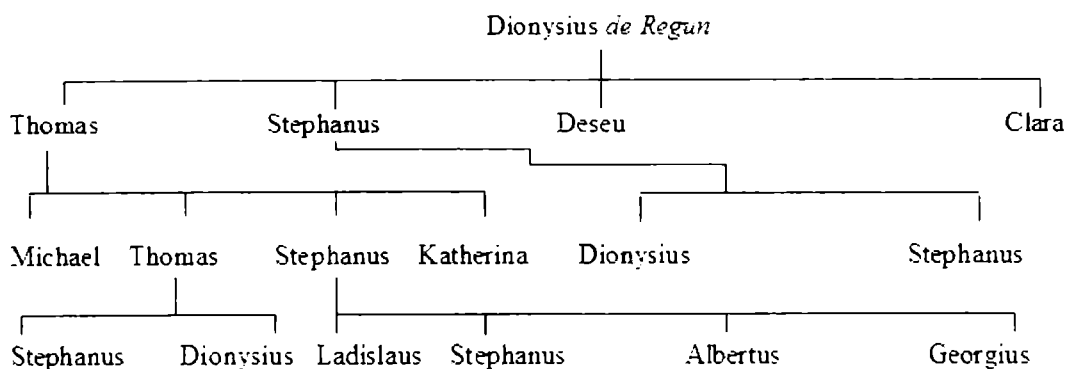 Dionysius de Regun
Thomas Stephanus Deseu Clara
Michael Thomas Stephanus Katherina Dionysius Stephanus
Stephanus Dionysius Ladislaus Stephanus Albertus Georgius